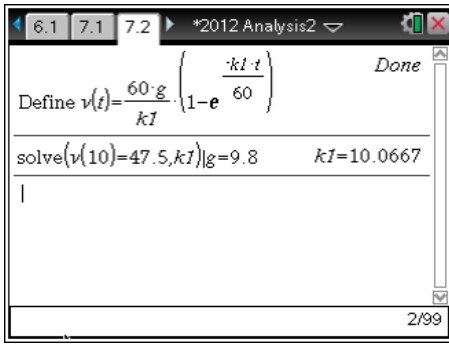 6.1 7.1 7.2 *2012 Analysis2
Define v(t)=60·g/k1·(1-e^(-k1·t/60)) Done
solve(v(10)=47.5,k1)|g=9.8 k1=10.0667
2/99